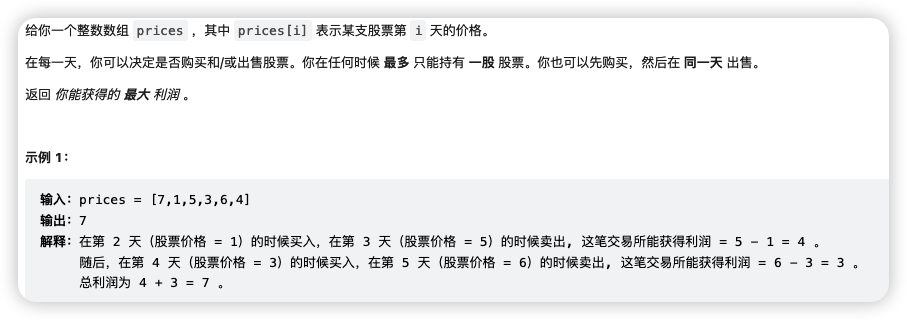 给你一个整数数组 prices ，其中 prices[i] 表示某支股票第 i 天的价格。
在每一天，你可以决定是否购买和/或出售股票。你在任何时候 最多 只能持有 一股 股票。你也可以先购买，然后在 同一天 出售。
返回 你能获得的 最大 利润 。
示例 1：
输入：prices = [7,1,5,3,6,4]
输出：7
解释：在第 2 天（股票价格 = 1）的时候买入，在第 3 天（股票价格 = 5）的时候卖出, 这笔交易所能获得利润 = 5 - 1 = 4 。
随后，在第 4 天（股票价格 = 3）的时候买入，在第 5 天（股票价格 = 6）的时候卖出, 这笔交易所能获得利润 = 6 - 3 = 3 。
总利润为 4 + 3 = 7 。